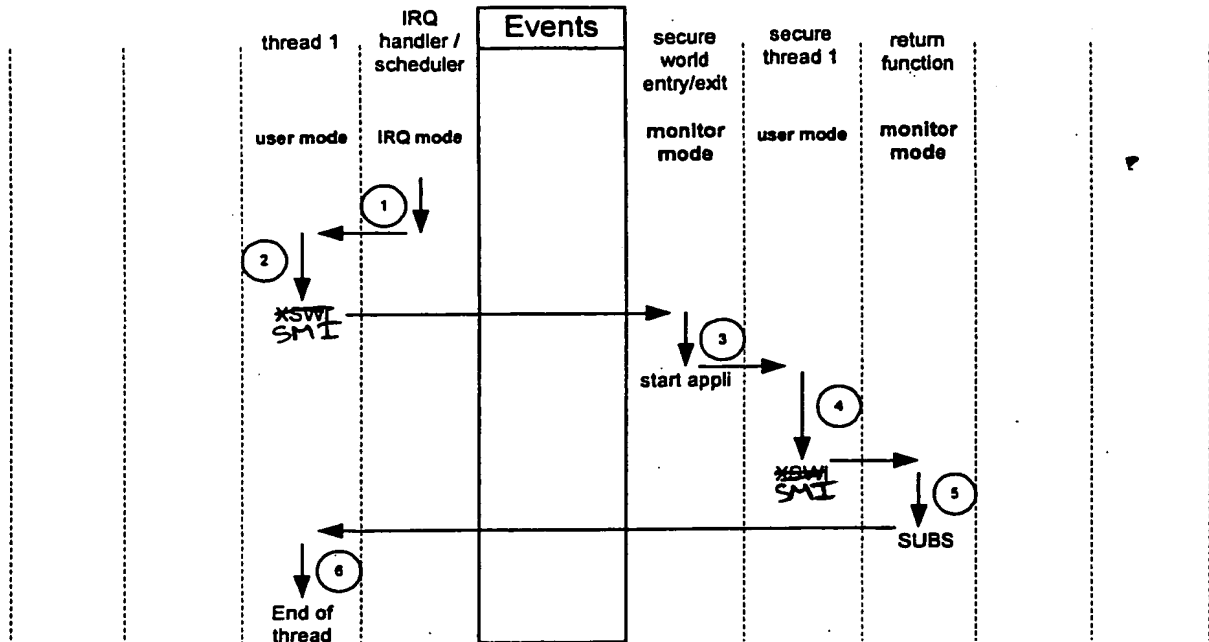 thread 1
IRQ
handler /
scheduler
Events
secure
world
entry/exit
secure
thread 1
return
function
user mode
IRQ mode
monitor
mode
user mode
monitor
mode
1
2
XSWI
SMI
3
start appli
4
XSWI
SMI
5
SUBS
6
End of
thread